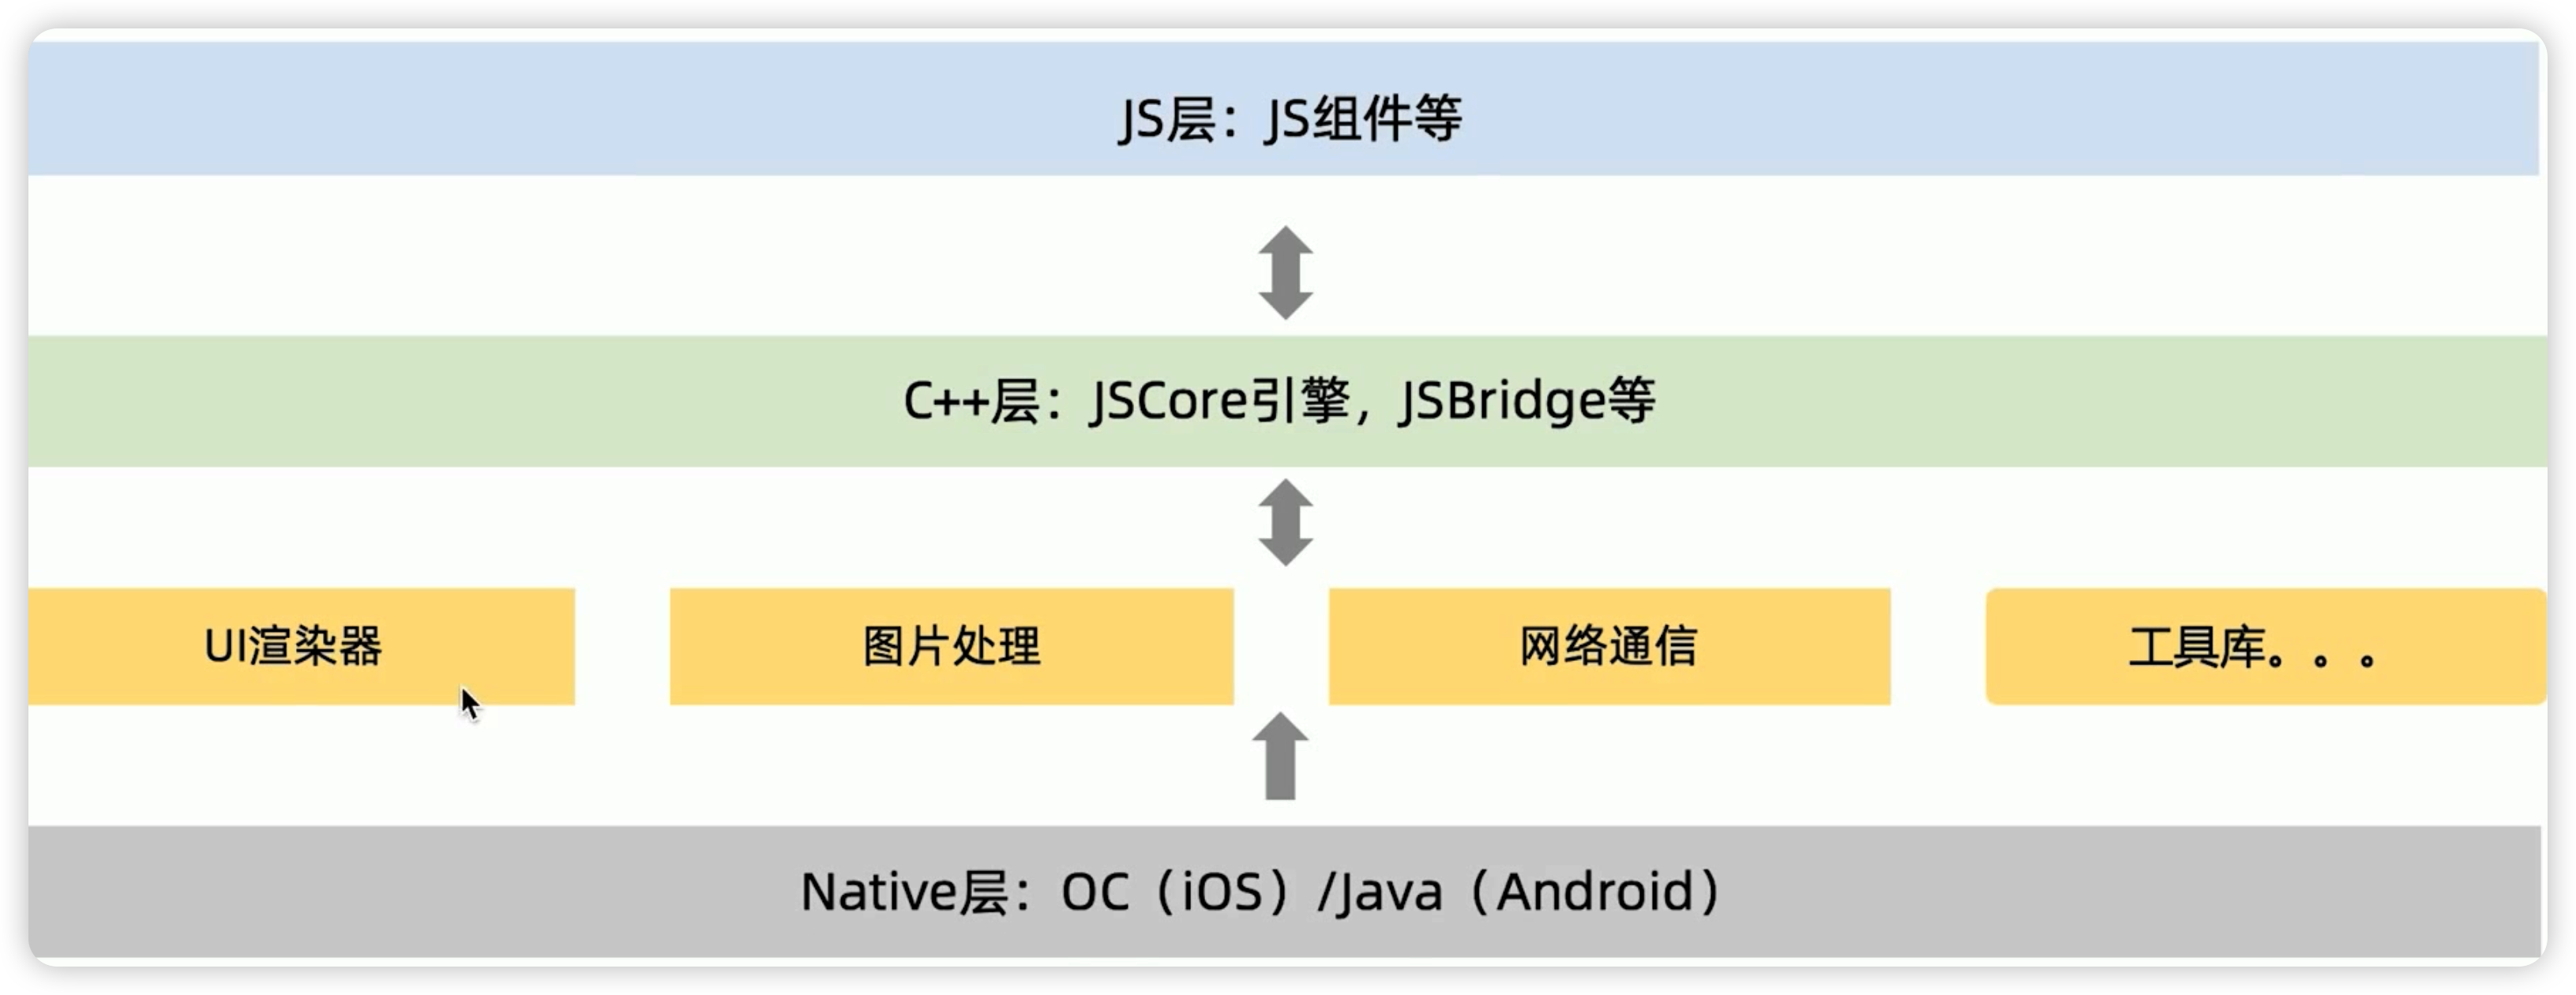 JS层：JS组件等
C++层：JSCore引擎，JSBridge等
UI渲染器
图片处理
网络通信
工具库。。。
Native层：OC（iOS）/Java（Android）